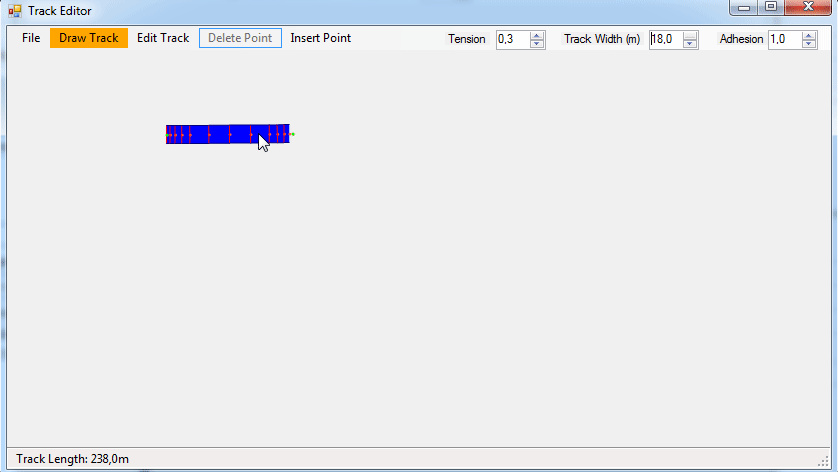 Track Editor
File Draw Track Edit Track Delete Point Insert Point Tension 0,3 Track Width (m) 18,0 Adhesion 1,0
Track Length: 238,0m